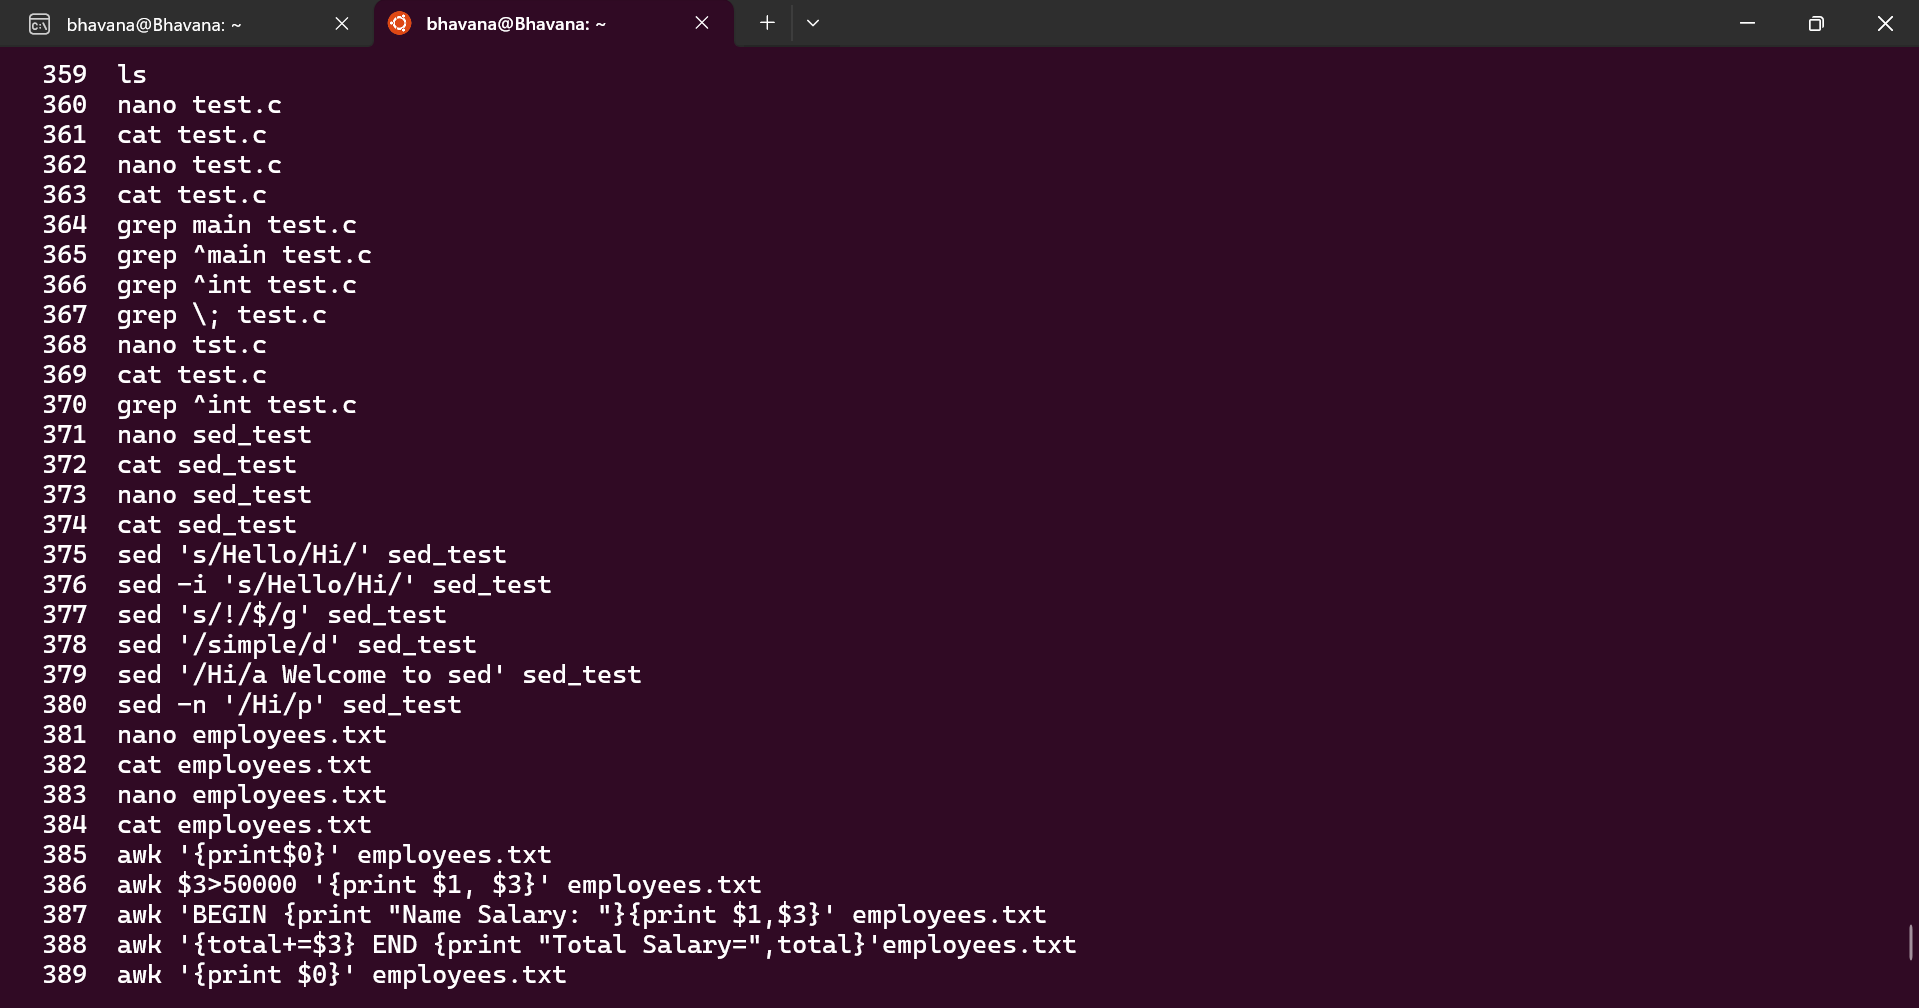 bhavana@Bhavana: ~
bhavana@Bhavana: ~
359 ls
360 nano test.c
361 cat test.c
362 nano test.c
363 cat test.c
364 grep main test.c
365 grep ^main test.c
366 grep ^int test.c
367 grep \; test.c
368 nano tst.c
369 cat test.c
370 grep ^int test.c
371 nano sed_test
372 cat sed_test
373 nano sed_test
374 cat sed_test
375 sed 's/Hello/Hi/' sed_test
376 sed -i 's/Hello/Hi/' sed_test
377 sed 's/!/$/g' sed_test
378 sed '/simple/d' sed_test
379 sed '/Hi/a Welcome to sed' sed_test
380 sed -n '/Hi/p' sed_test
381 nano employees.txt
382 cat employees.txt
383 nano employees.txt
384 cat employees.txt
385 awk '{print$0}' employees.txt
386 awk $3>50000 '{print $1, $3}' employees.txt
387 awk 'BEGIN {print "Name Salary: "}{print $1,$3}' employees.txt
388 awk '{total+=$3} END {print "Total Salary=",total}'employees.txt
389 awk '{print $0}' employees.txt